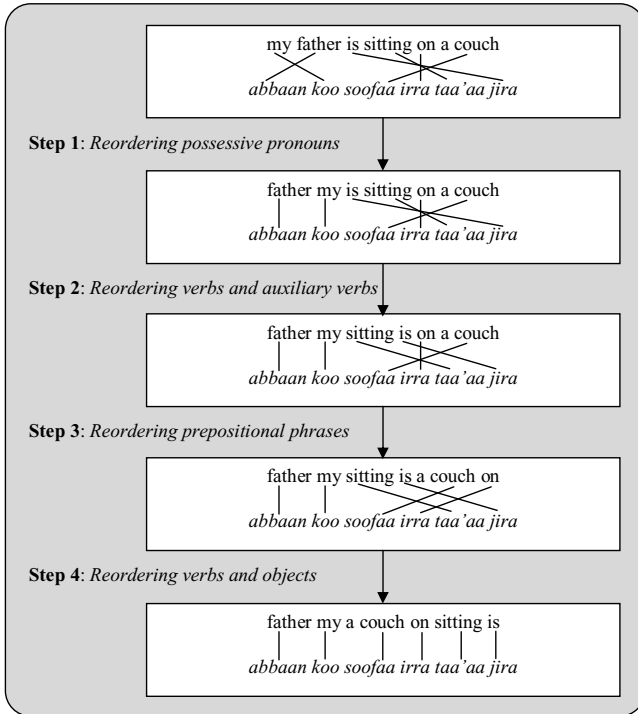 my father is sitting on a couch
abbaan koo soofaa irra taa’aa jira
Step 1: Reordering possessive pronouns
father my is sitting on a couch
abbaan koo soofaa irra taa’aa jira
Step 2: Reordering verbs and auxiliary verbs
father my sitting is on a couch
abbaan koo soofaa irra taa’aa jira
Step 3: Reordering prepositional phrases
father my sitting is a couch on
abbaan koo soofaa irra taa’aa jira
Step 4: Reordering verbs and objects
father my a couch on sitting is
abbaan koo soofaa irra taa’aa jira